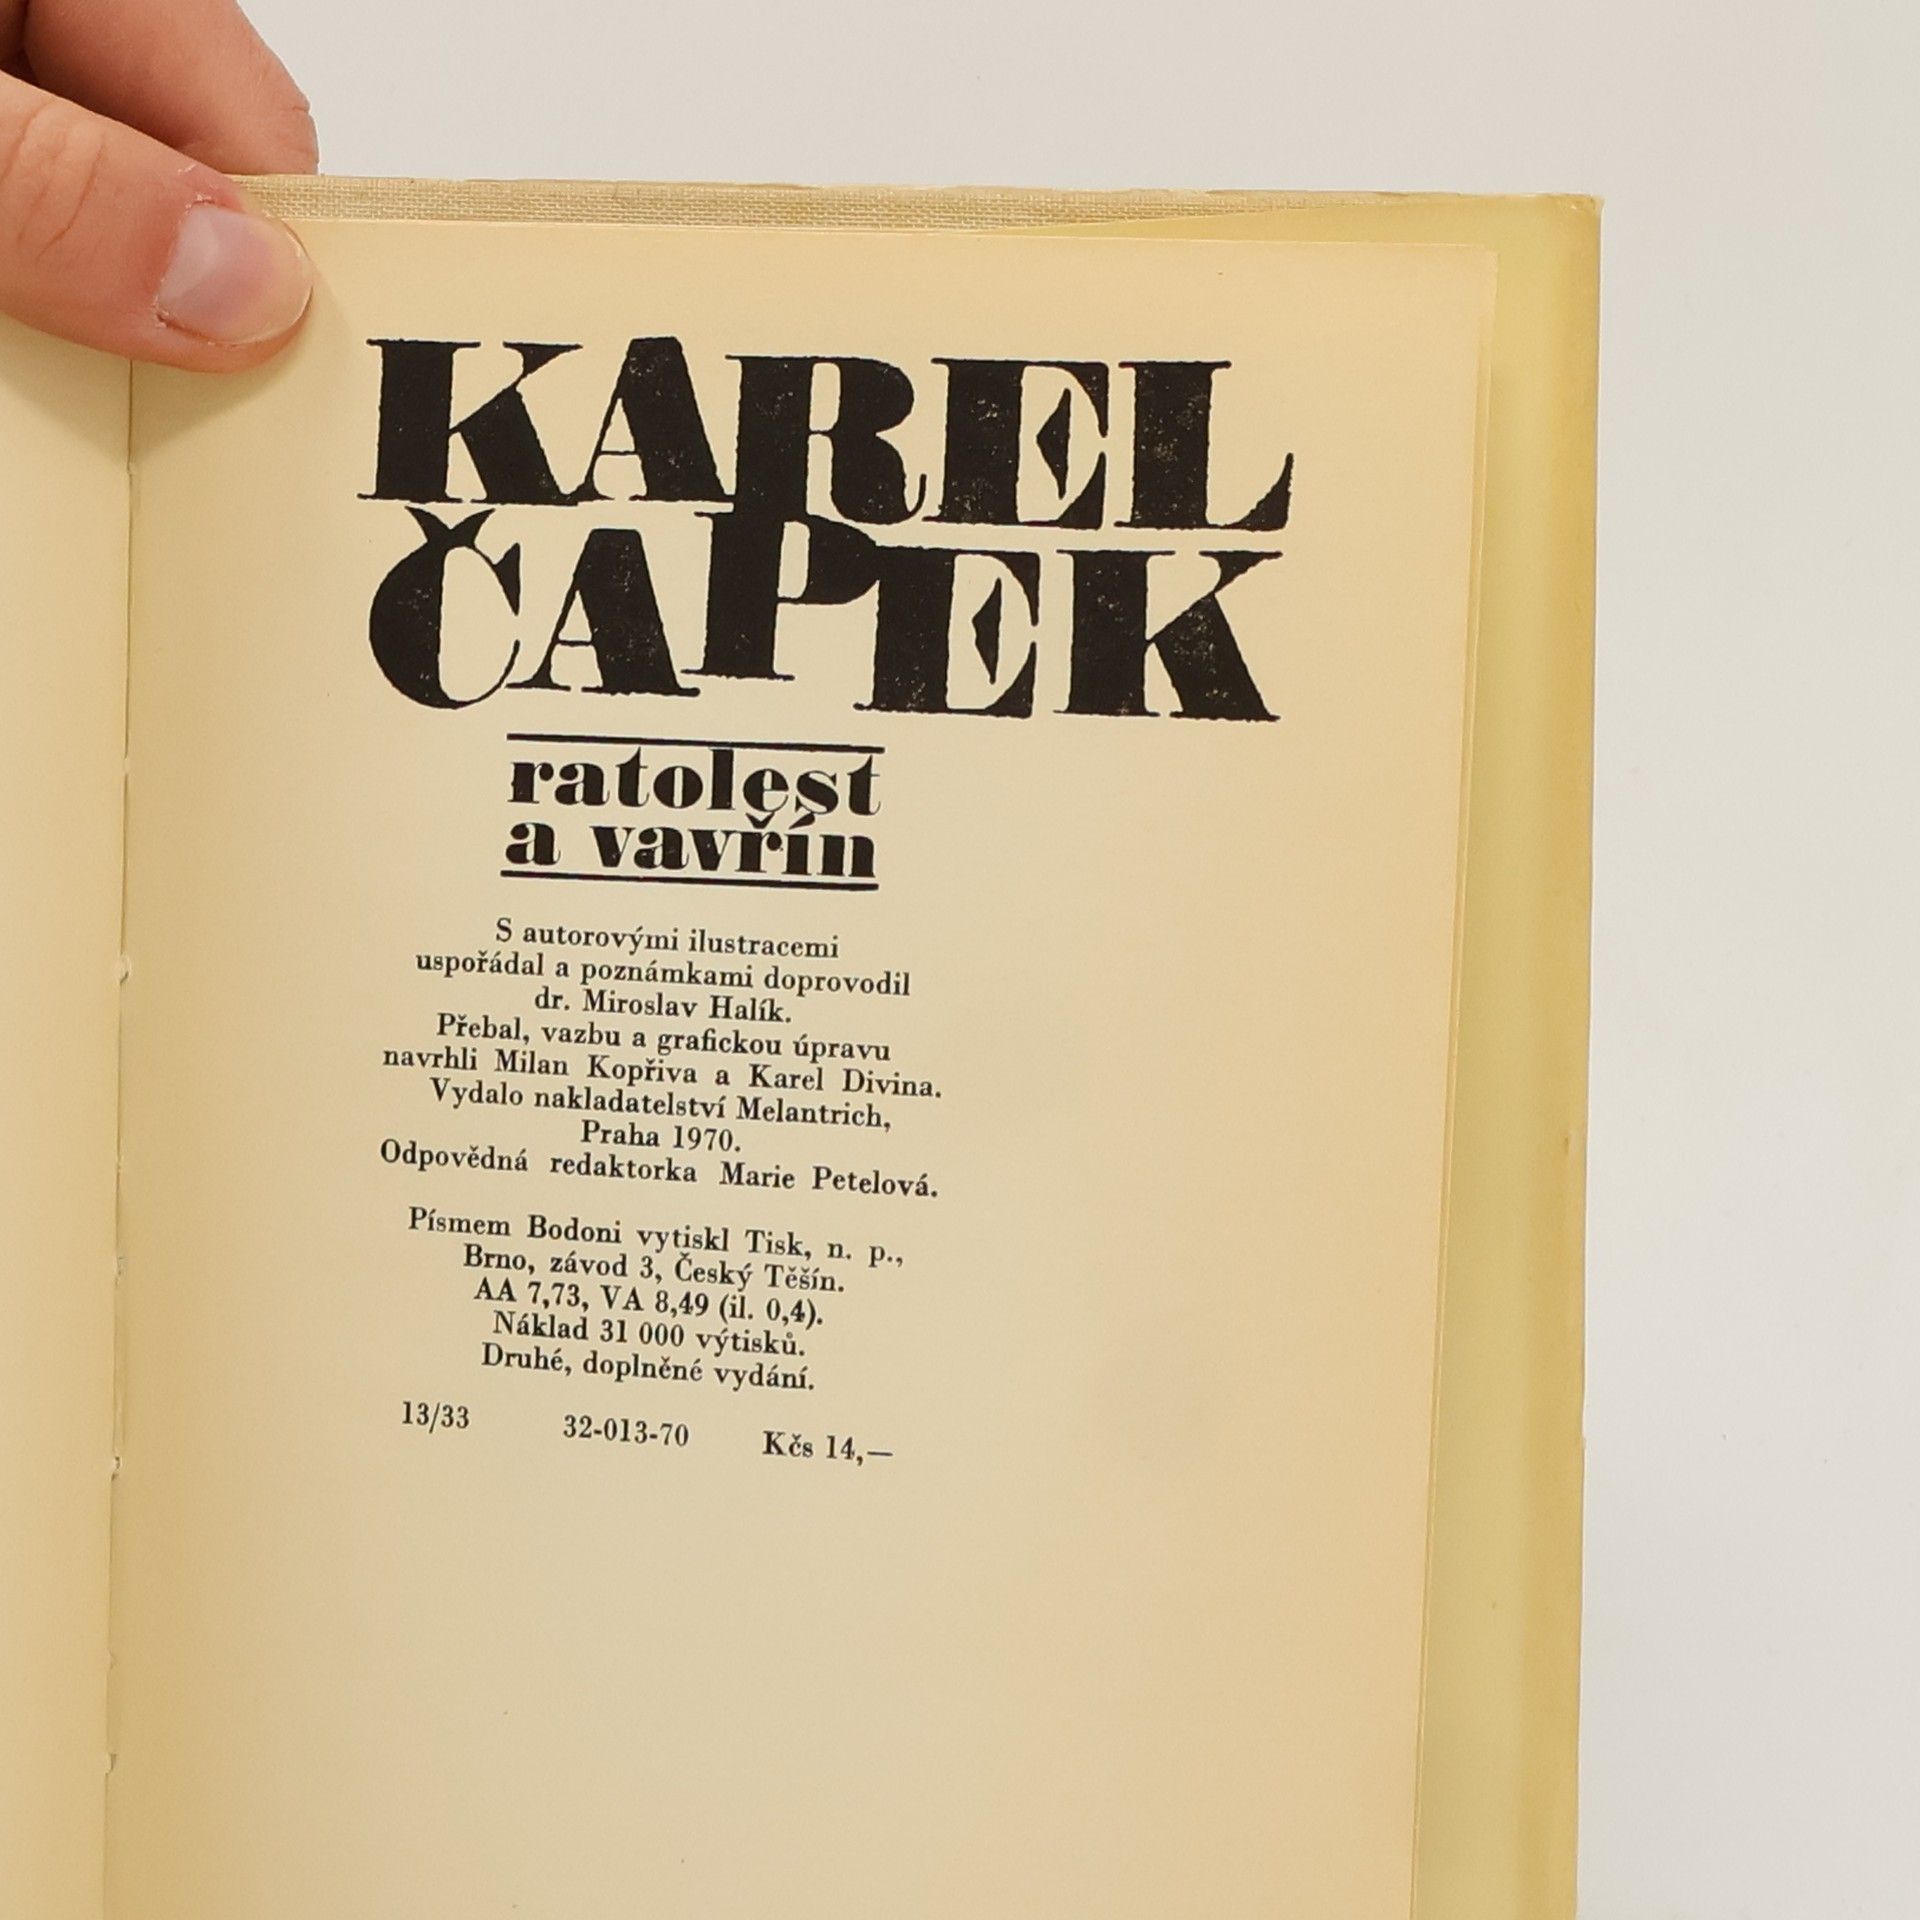 KAREL
ČAPEK
ratolest
a vavřín
S autorovými ilustracemi
uspořádal a poznámkami doprovodil
dr. Miroslav Halík.
Přebal, vazbu a grafickou úpravu
navrhli Milan Kopřiva a Karel Divina.
Vydalo nakladatelství Melantrich,
Praha 1970.
Odpovědná redaktorka Marie Petelová.
Písmem Bodoni vytiskl Tisk, n. p.,
Brno, závod 3, Český Těšín.
AA 7,73, VA 8,49 (il. 0,4).
Náklad 31 000 výtisků.
Druhé, doplněné vydání.
13/33 32-013-70 Kčs 14,—